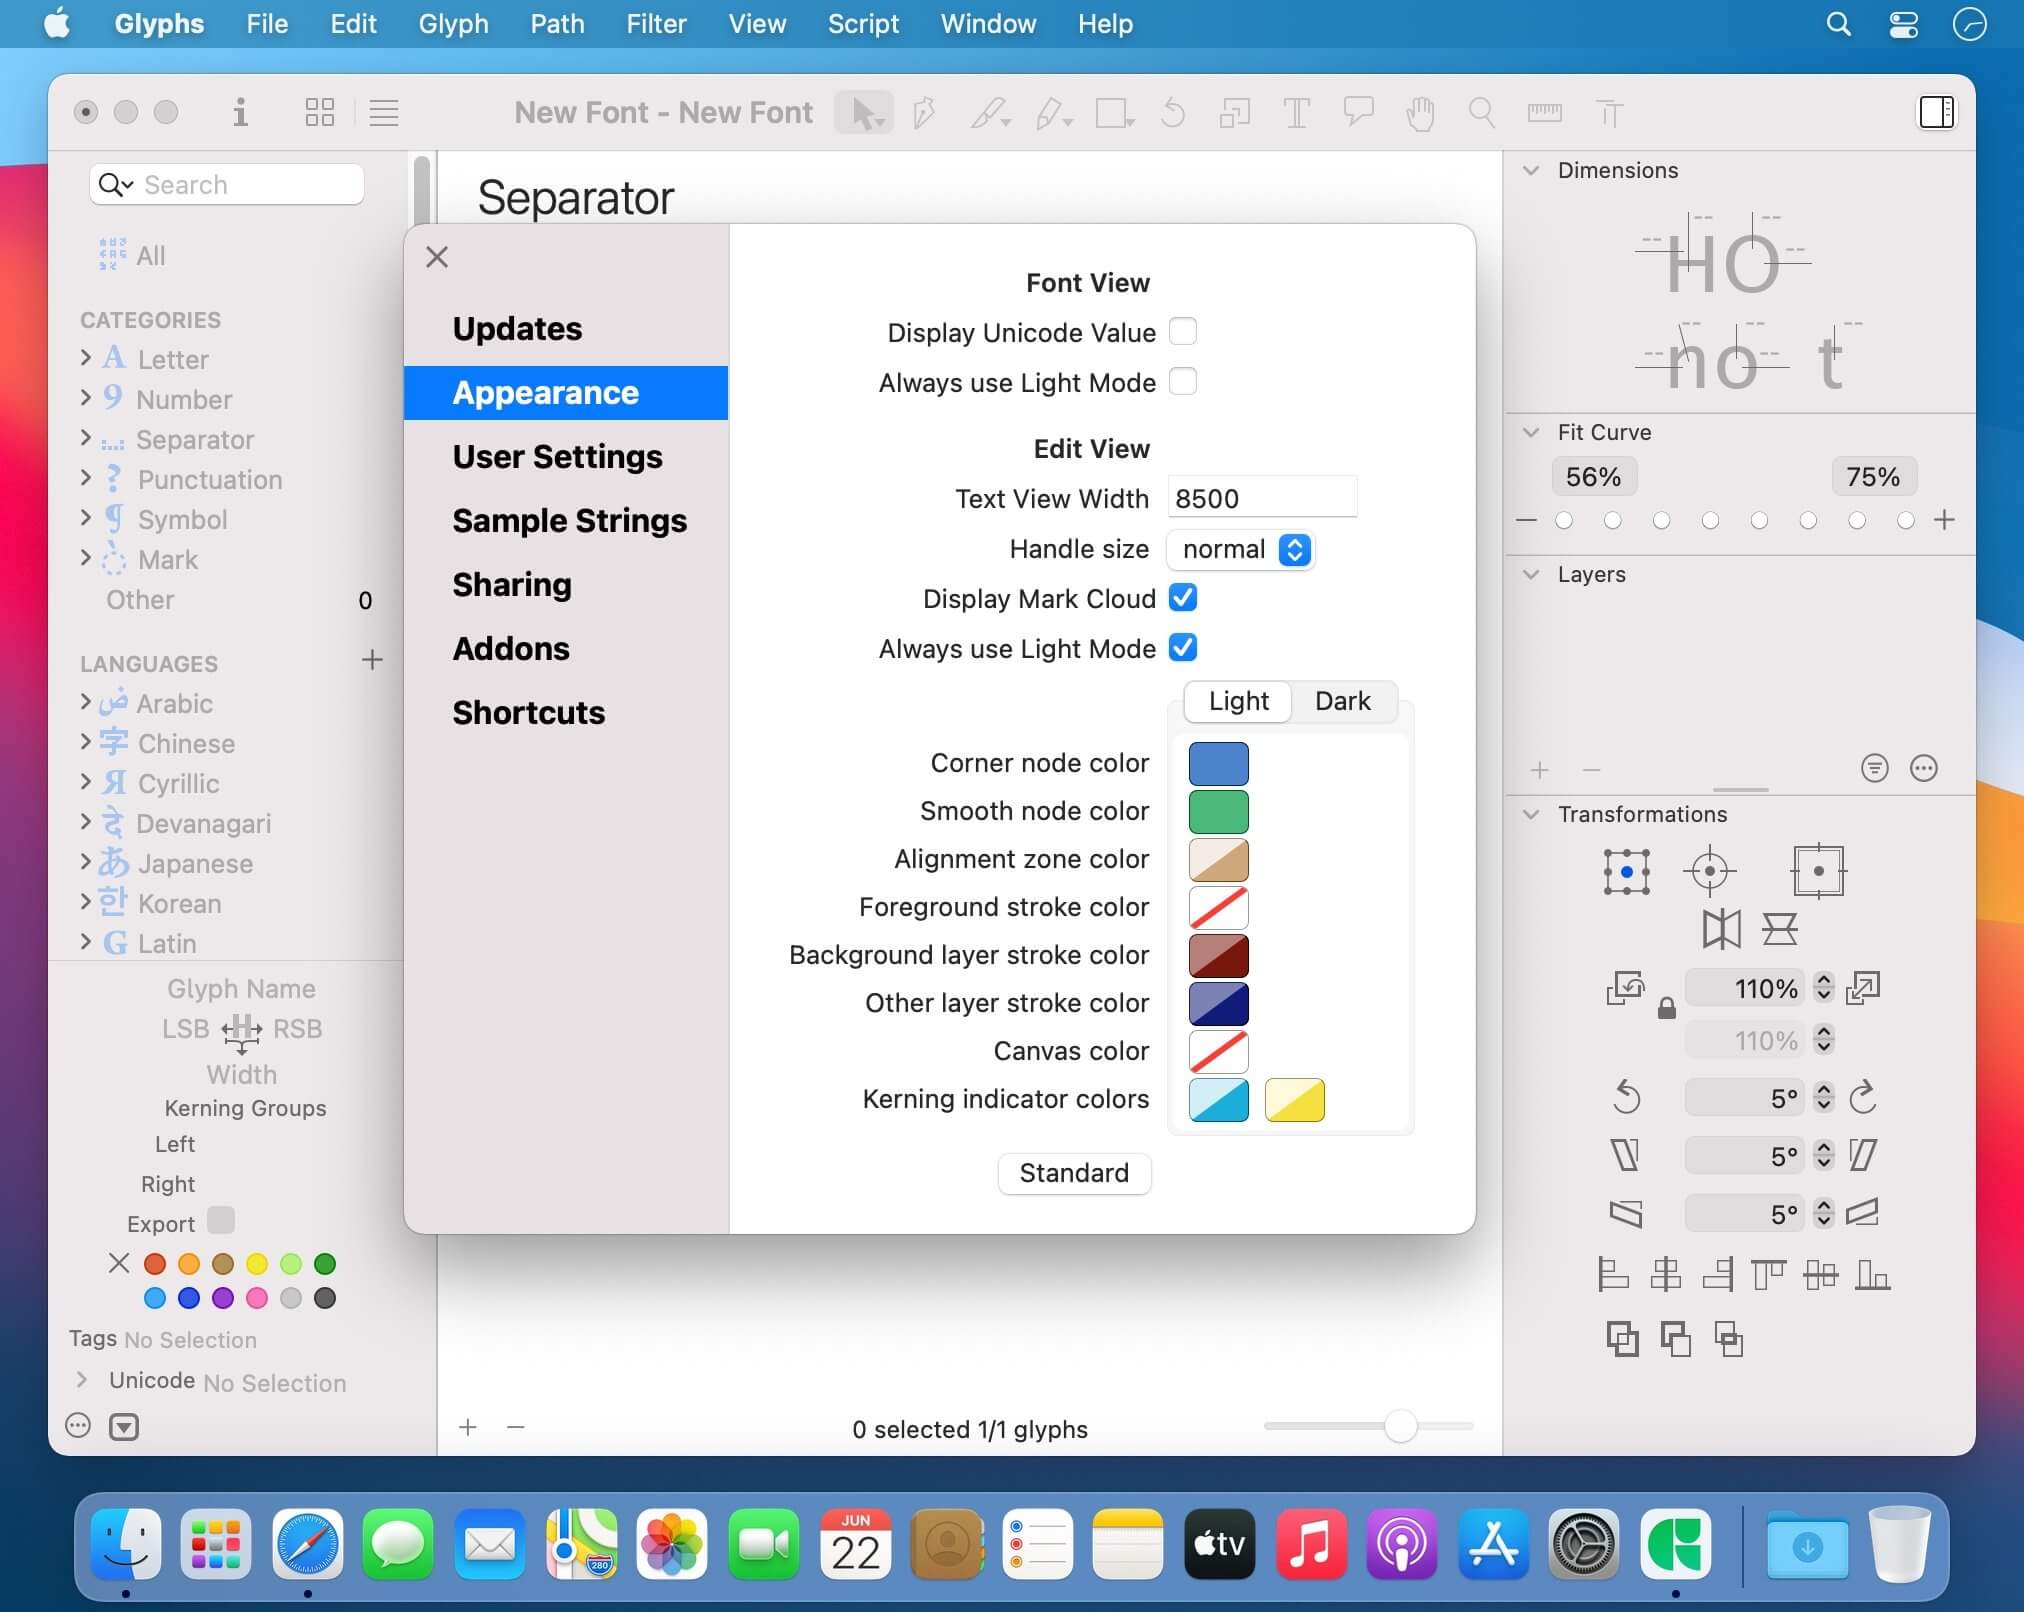 Glyphs File Edit Glyph Path Filter View Script Window Help
New Font - New Font
Search
All
CATEGORIES
A Letter
9 Number
Separator
? Punctuation
¶ Symbol
Mark
Other 0
LANGUAGES
ض Arabic
字 Chinese
Я Cyrillic
दे Devanagari
あ Japanese
한 Korean
G Latin
Glyph Name
LSB H RSB
Width
Kerning Groups
Left
Right
Export
Tags No Selection
Unicode No Selection
Separator
Updates
Appearance
User Settings
Sample Strings
Sharing
Addons
Shortcuts
Font View
Display Unicode Value
Always use Light Mode
Edit View
Text View Width 8500
Handle size normal
Display Mark Cloud
Always use Light Mode
Light Dark
Corner node color
Smooth node color
Alignment zone color
Foreground stroke color
Background layer stroke color
Other layer stroke color
Canvas color
Kerning indicator colors
Standard
0 selected 1/1 glyphs
Dimensions
HO
no t
Fit Curve
56% 75%
Layers
Transformations
110%
110%
5°
5°
5°
JUN
22
280
tv